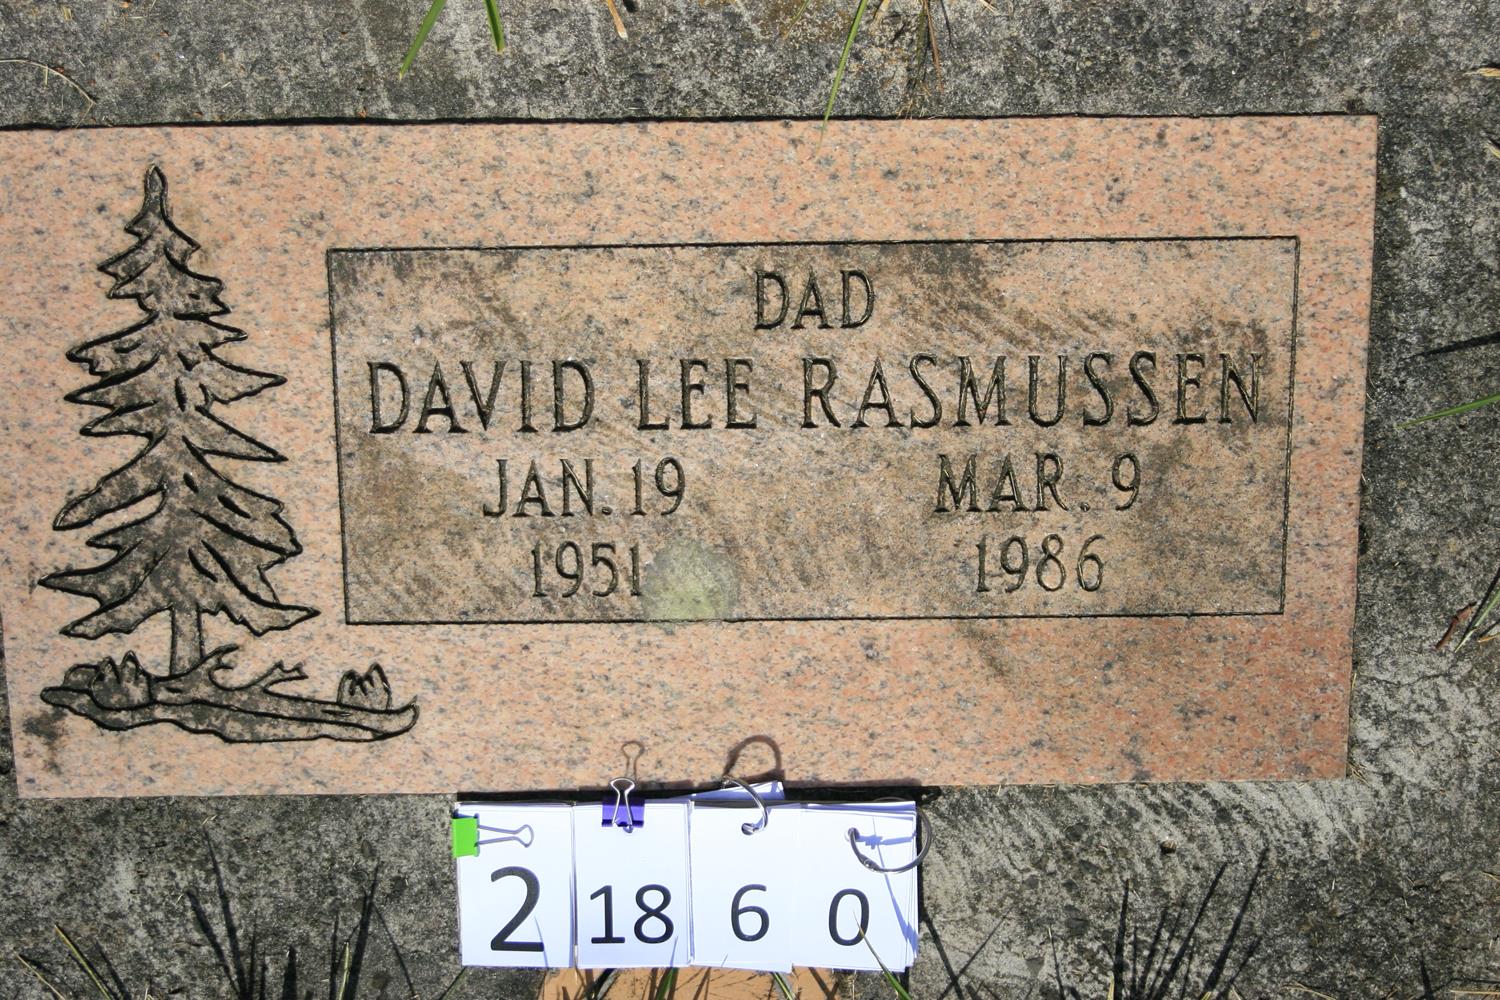 DAD
DAVID LEE RASMUSSEN
JAN. 19 MAR. 9
1951 1986
2 18 6 0